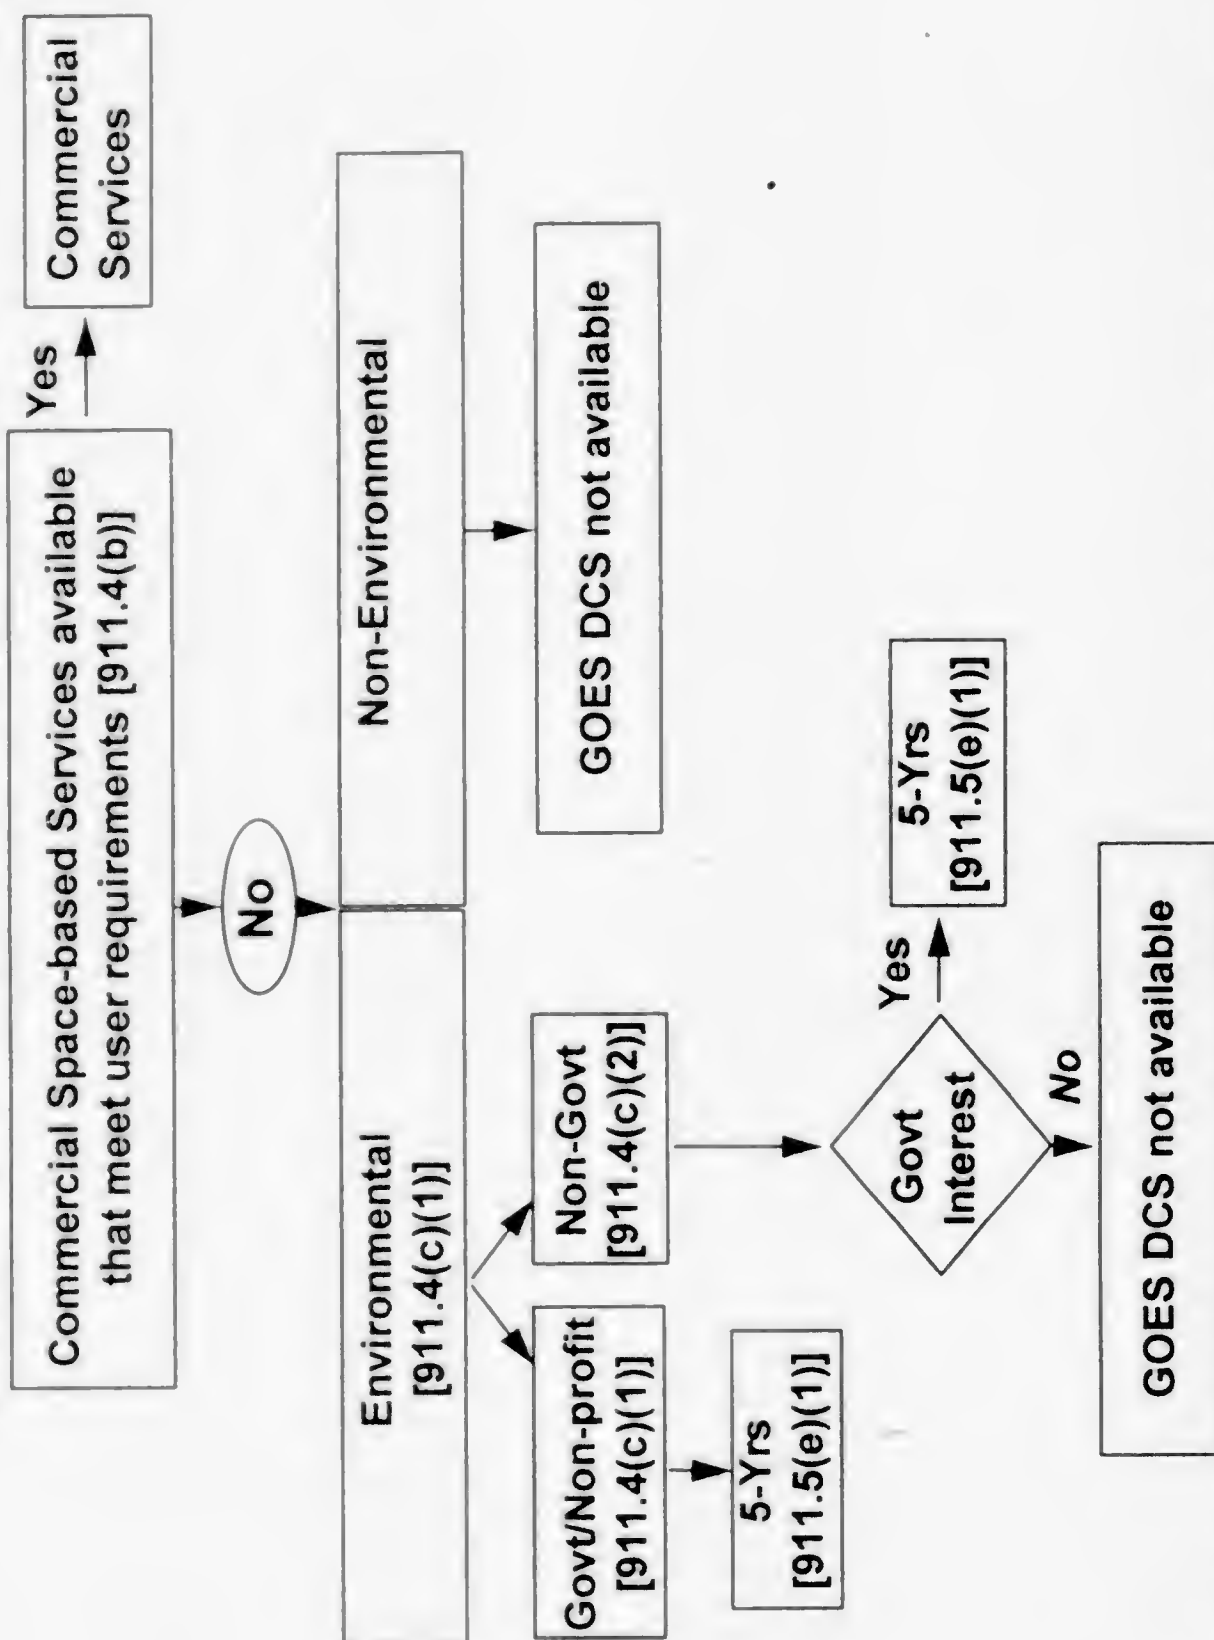 Commercial Space-based Services available
that meet user requirements [911.4(b)]
Yes
Commercial
Services
No
Environmental
[911.4(c)(1)]
Non-Environmental
Govt/Non-profit
[911.4(c)(1)]
Non-Govt
[911.4(c)(2)]
GOES DCS not available
5-Yrs
[911.5(e)(1)]
Govt
Interest
Yes
5-Yrs
[911.5(e)(1)]
No
GOES DCS not available